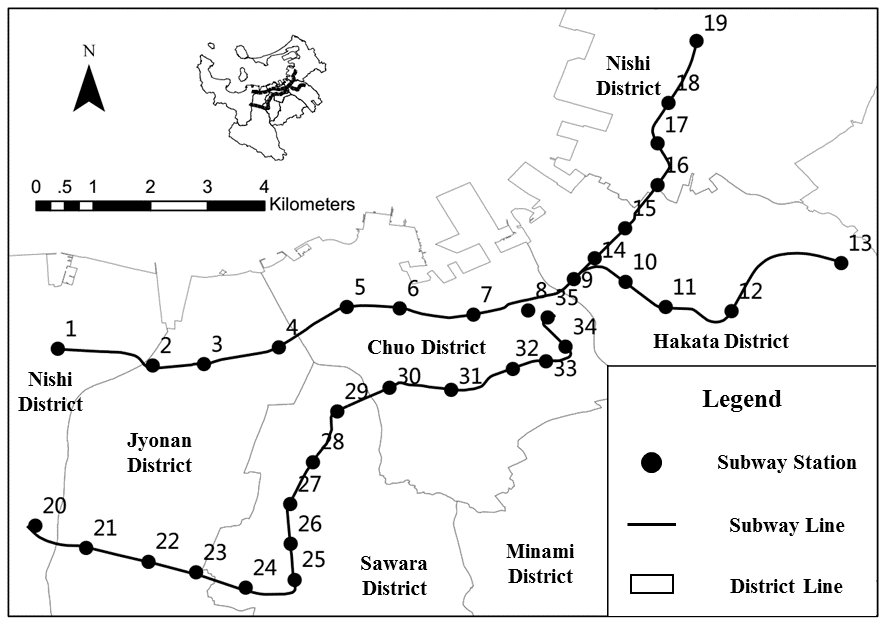 N
0 .5 1 2 3 4
Kilometers
19
Nishi
District
18
17
16
15
14
13
9
10
11
12
8
35
34
5
6
7
Chuo District
Hakata District
1
2
3
4
32
33
30
31
29
Nishi
District
Jyonan
District
28
27
26
25
20
21
22
23
24
Sawara
District
Minami
District
Legend
Subway Station
Subway Line
District Line